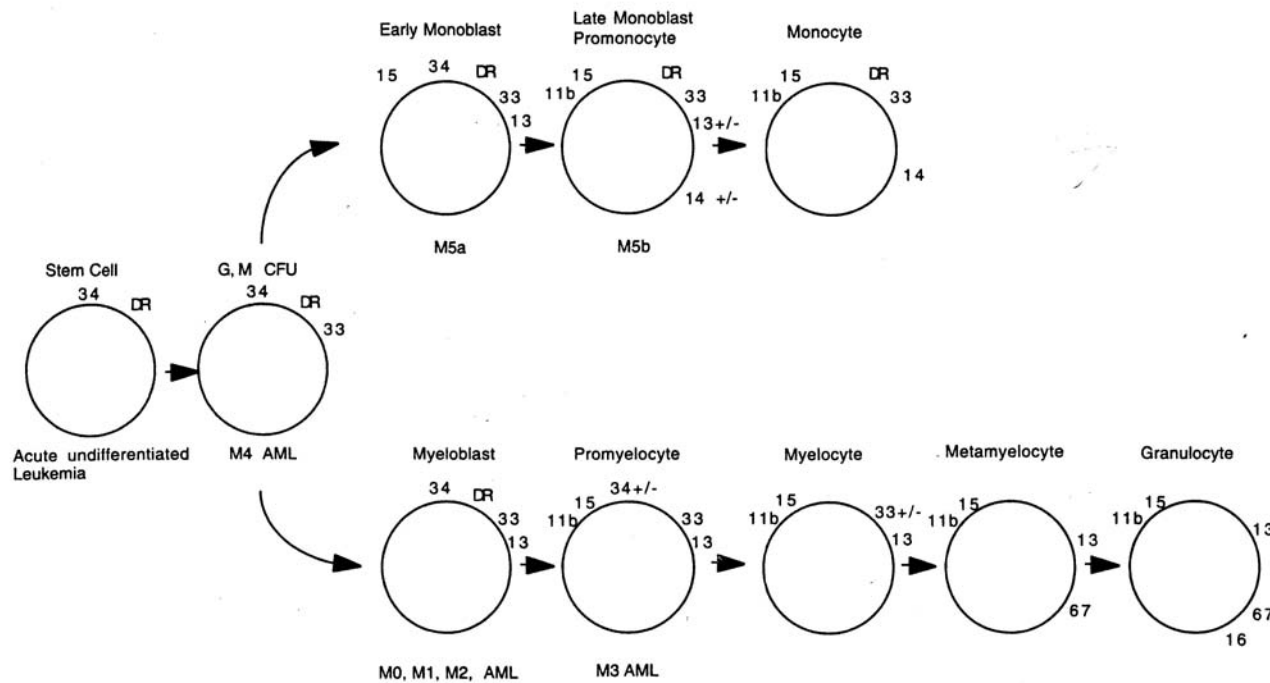 Early Monoblast
15 34 DR
33
13
M5a
Late Monoblast
Promonocyte
11b 15 DR
33
13+/-
14 +/-
M5b
Monocyte
11b 15 DR
33
14
Stem Cell
34 DR
Acute undifferentiated
Leukemia
G, M CFU
34 DR
33
M4 AML
Myeloblast
34 DR
33
13
M0, M1, M2, AML
Promyelocyte
11b 15 34+/-
33
13
M3 AML
Myelocyte
11b 15 33+/-
13
Metamyelocyte
11b 15
13
67
Granulocyte
11b 15
13
67
16